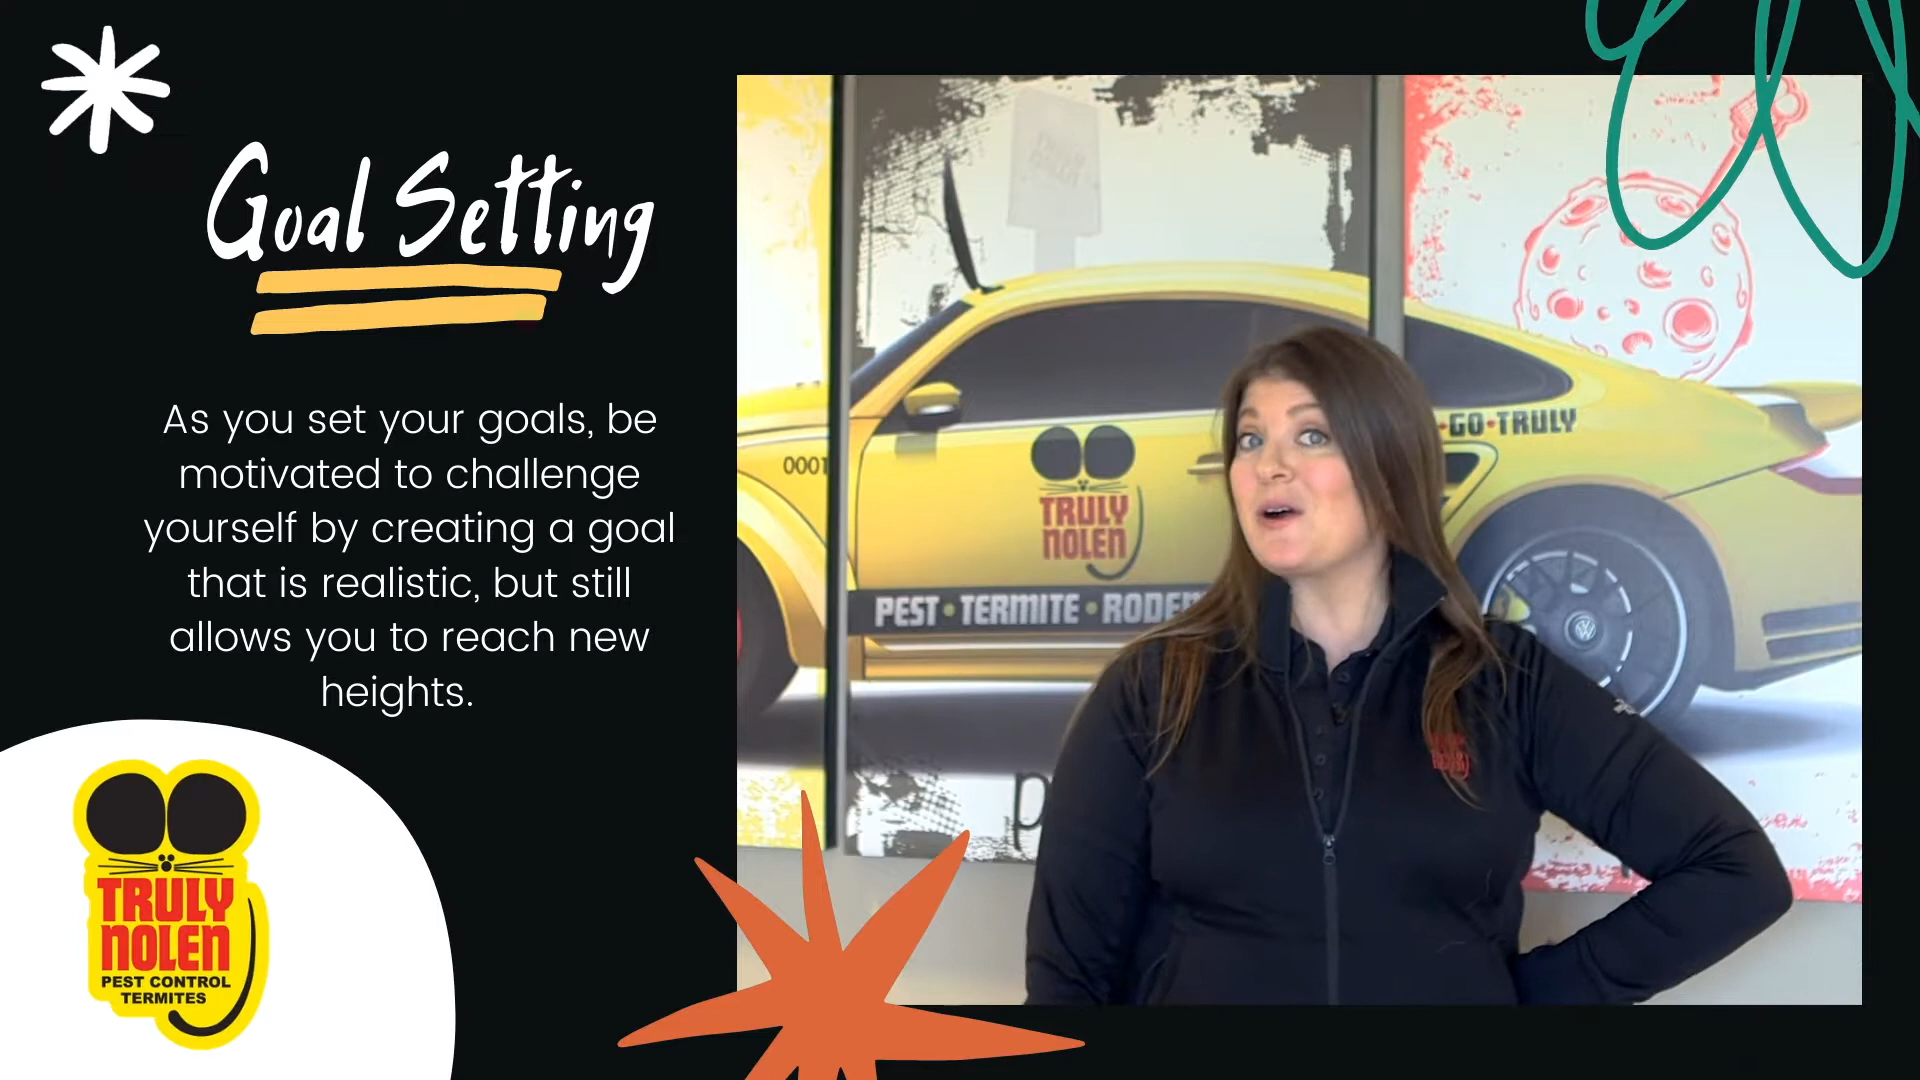 Goal Setting
As you set your goals, be
motivated to challenge
yourself by creating a goal
that is realistic, but still
allows you to reach new
heights.
TRULY
NOLEN
PEST CONTROL
TERMITES
0001
TRULY
NOLEN
PEST • TERMITE • RODEN
•GO•TRULY
p